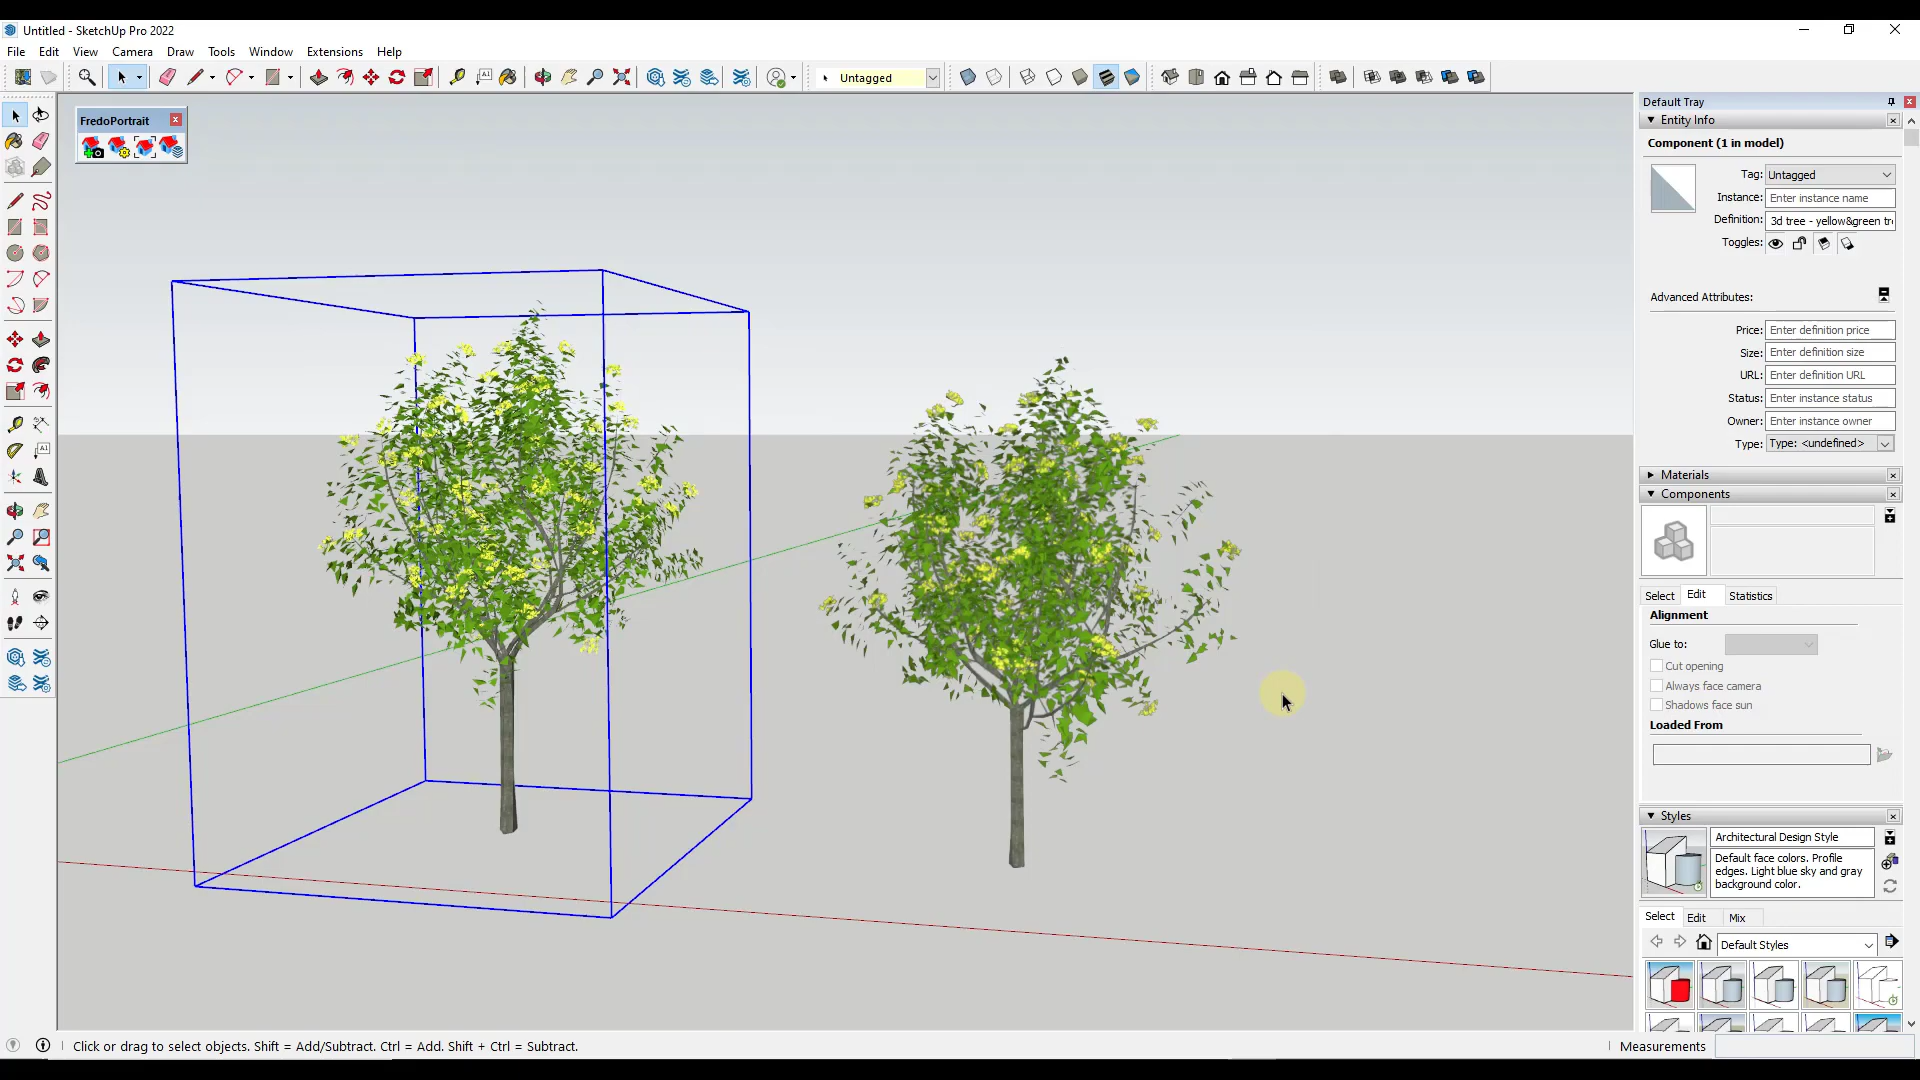 Untitled - SketchUp Pro 2022
File Edit View Camera Draw Tools Window Extensions Help
Untagged
FredoPortrait
Default Tray
Entity Info
Component (1 in model)
Tag: Untagged
Instance: Enter instance name
Definition: 3d tree - yellow&green tr
Toggles:
Advanced Attributes:
Price: Enter definition price
Size: Enter definition size
URL: Enter definition URL
Status: Enter instance status
Owner: Enter instance owner
Type: Type: <undefined>
Materials
Components
Select Edit Statistics
Alignment
Glue to:
Cut opening
Always face camera
Shadows face sun
Loaded From
Styles
Architectural Design Style
Default face colors. Profile
edges. Light blue sky and gray
background color.
Select Edit Mix
Default Styles
Click or drag to select objects. Shift = Add/Subtract. Ctrl = Add. Shift + Ctrl = Subtract.
Measurements